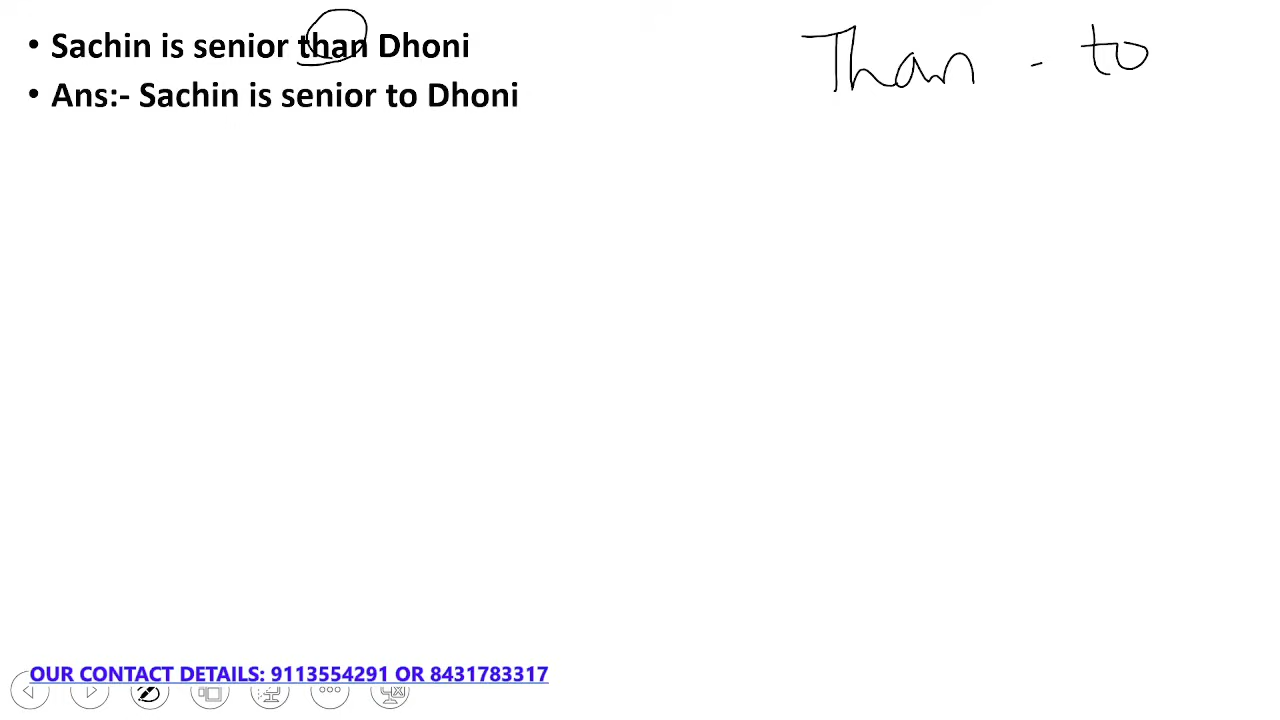 • Sachin is senior than Dhoni
Than - to
• Ans:- Sachin is senior to Dhoni
OUR CONTACT DETAILS: 9113554291 OR 8431783317